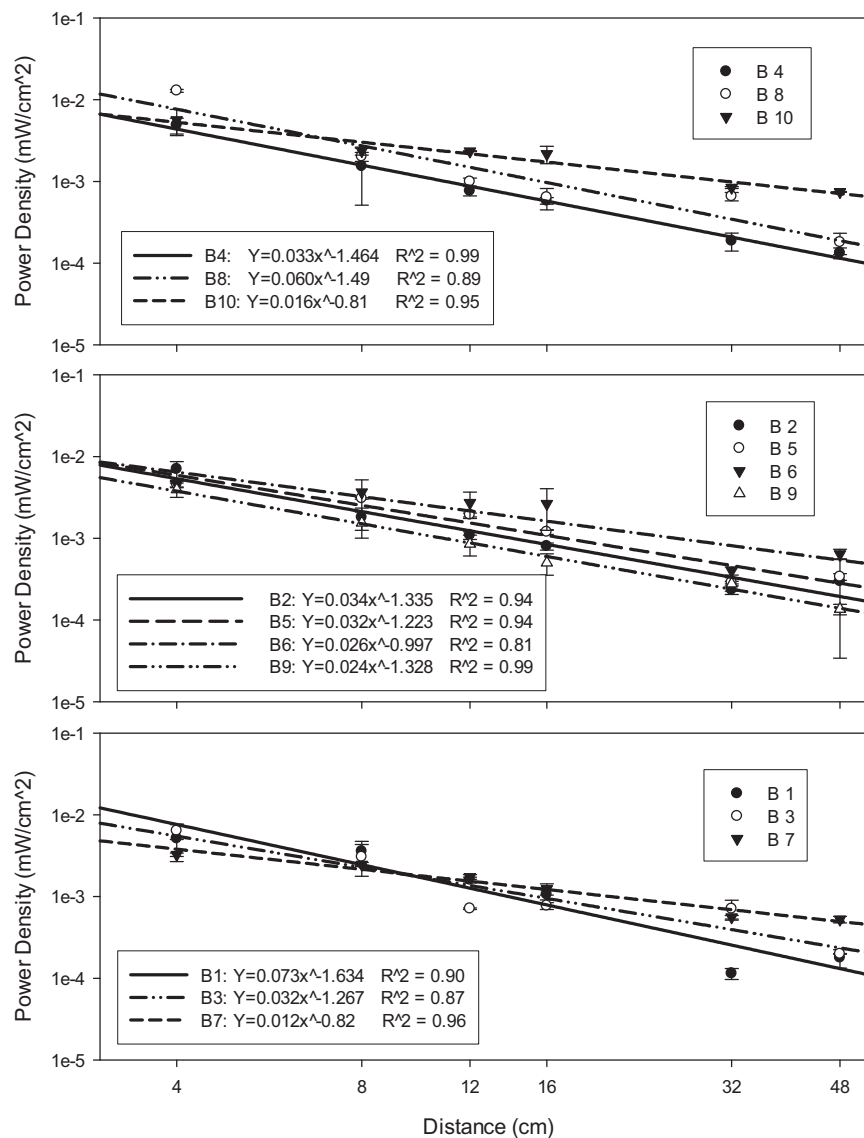 1e-1
1e-2
1e-3
1e-4
1e-5
Power Density (mW/cm^2)
B 4
B 8
B 10
B4: Y=0.033x^-1.464 R^2 = 0.99
B8: Y=0.060x^-1.49 R^2 = 0.89
B10: Y=0.016x^-0.81 R^2 = 0.95
1e-1
1e-2
1e-3
1e-4
1e-5
Power Density (mW/cm^2)
B 2
B 5
B 6
B 9
B2: Y=0.034x^-1.335 R^2 = 0.94
B5: Y=0.032x^-1.223 R^2 = 0.94
B6: Y=0.026x^-0.997 R^2 = 0.81
B9: Y=0.024x^-1.328 R^2 = 0.99
1e-1
1e-2
1e-3
1e-4
1e-5
Power Density (mW/cm^2)
B 1
B 3
B 7
B1: Y=0.073x^-1.634 R^2 = 0.90
B3: Y=0.032x^-1.267 R^2 = 0.87
B7: Y=0.012x^-0.82 R^2 = 0.96
4 8 12 16 32 48
Distance (cm)